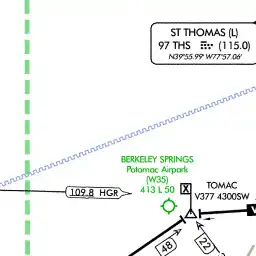 ST THOMAS (L)
97 THS (115.0)
N39°55.99' W77°57.06'
BERKELEY SPRINGS
Potomac Airpark
(W35)
413 L 50
X
TOMAC
V377 4300SW
109.8 HGR
48
22